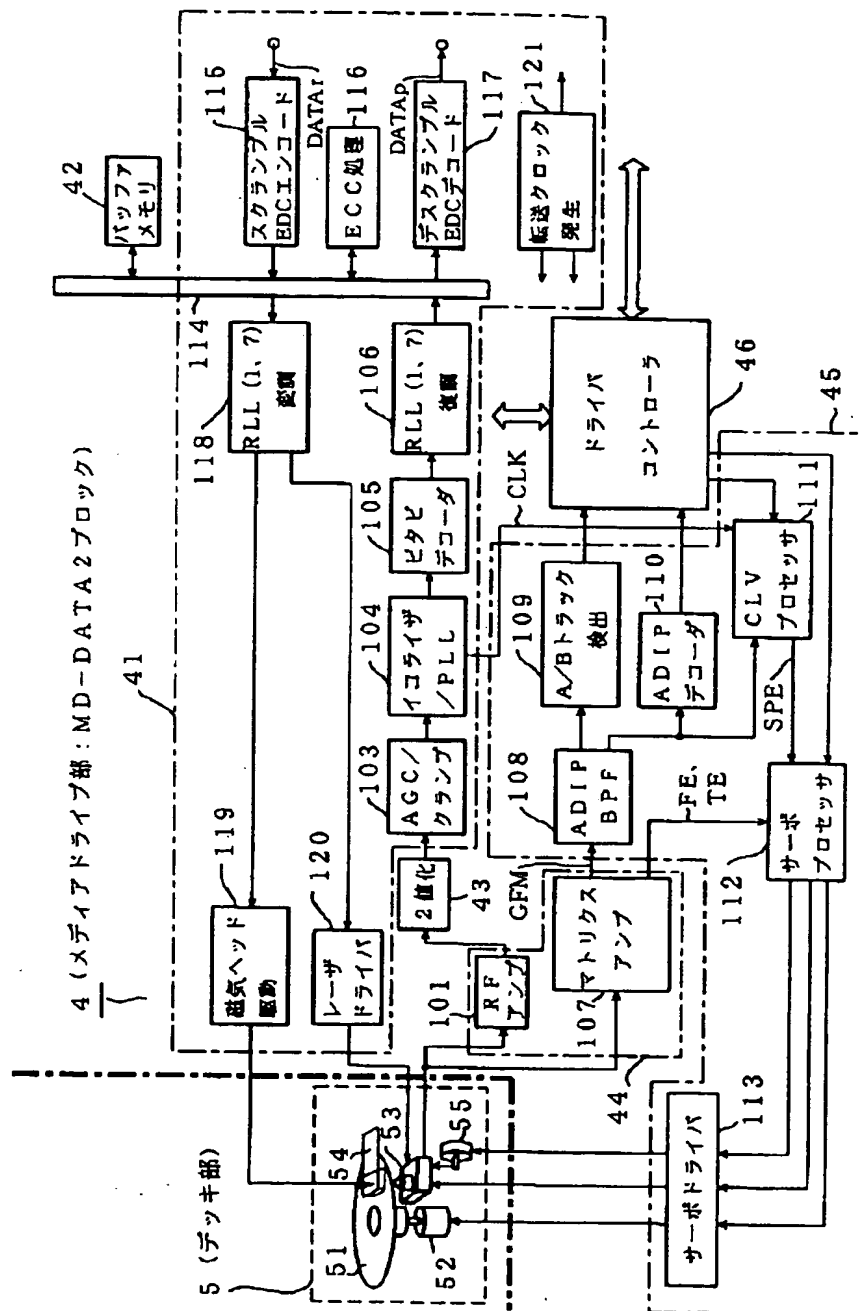 4 (メディアドライブ部:MD-DATA2ブロック)
5 (デッキ部)
41
42
バッファ
メモリ
115
スクランブル
EDCエンコード
DATAr
116
ECC処理
DATAp
117
デスクランブル
EDCデコード
121
転送クロック
発生
114
118
RLL(1、7)
変調
106
RLL(1、7)
復調
105
ビタビ
デコーダ
104
イコライザ
/PLL
103
AGC/
クランプ
43
2値化
119
磁気ヘッド
駆動
120
レーザ
ドライバ
101
RF
アンプ
107
マトリクス
アンプ
44
GFM
108
ADIP
BPF
109
A/Bトラック
検出
110
ADIP
デコーダ
CLK
46
ドライバ
コントローラ
45
111
CLV
プロセッサ
SPE
FE、
TE
112
サーボ
プロセッサ
113
サーボドライバ
51
52
53
54
55